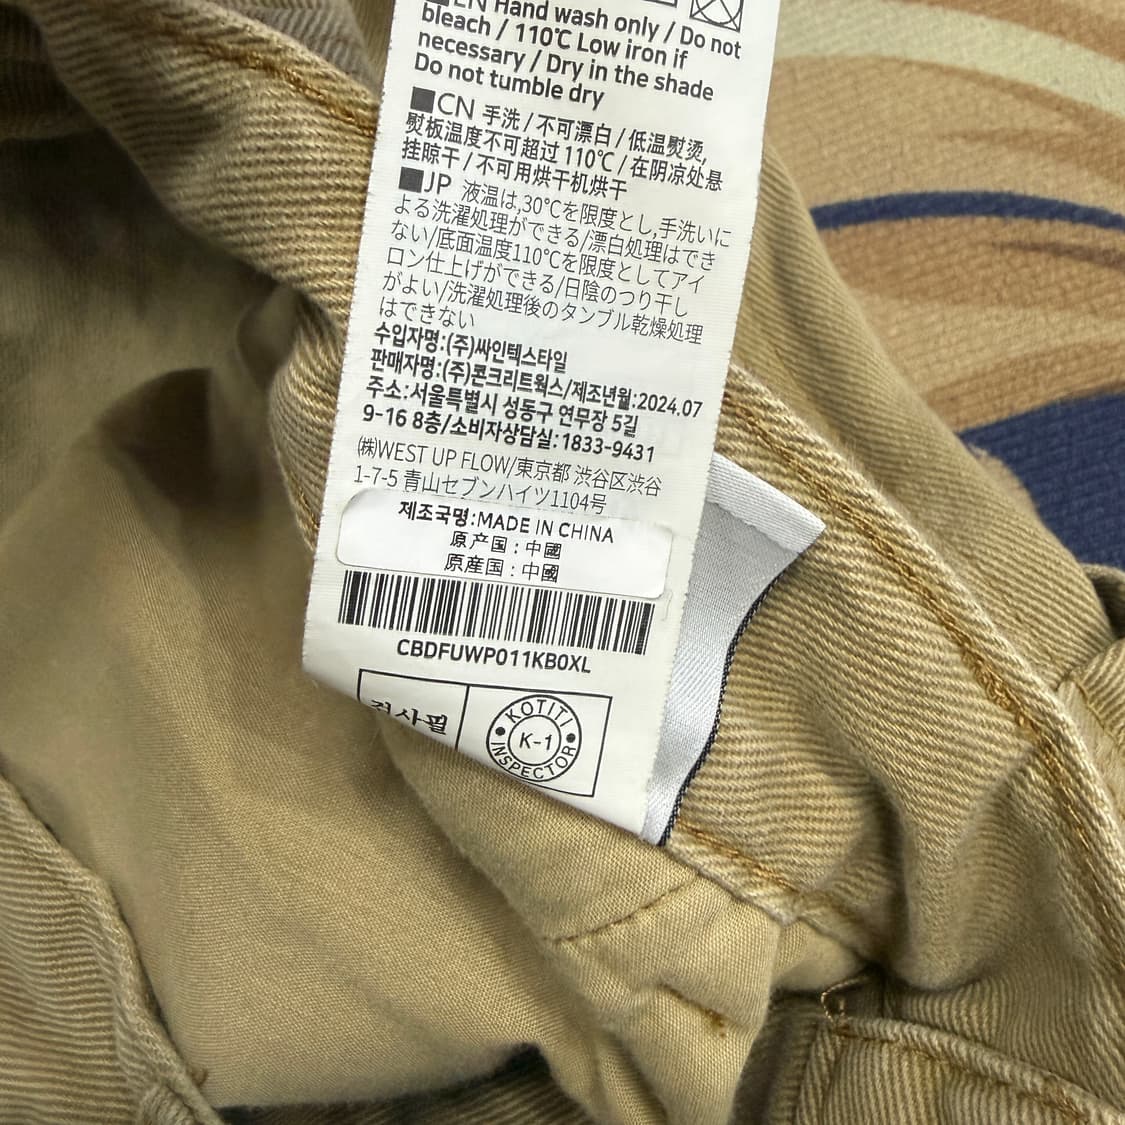 ■EN Hand wash only / Do not
bleach / 110℃ Low iron if
necessary / Dry in the shade
Do not tumble dry
■CN 手洗 / 不可漂白 / 低温熨烫,
熨板温度不可超过 110℃ / 在阴凉处悬
挂晾干 / 不可用烘干机烘干
■JP 液温は,30℃を限度とし,手洗いに
よる洗濯処理ができる/漂白処理はでき
ない/底面温度110℃を限度としてアイ
ロン仕上げができる/日陰のつり干し
がよい/洗濯処理後のタンブル乾燥処理
はできない
수입자명:(주)싸인텍스타일
판매자명:(주)콘크리트웍스/제조년월:2024.07
주소:서울특별시 성동구 연무장 5길
9-16 8층/소비자상담실:1833-9431
㈱WEST UP FLOW/東京都 渋谷区渋谷
1-7-5 青山セブンハイツ1104号
제조국명:MADE IN CHINA
原产国 : 中國
原産国 : 中國
CBDFUWP011KB0XL
검사필
KOTITI
K-1
INSPECTOR